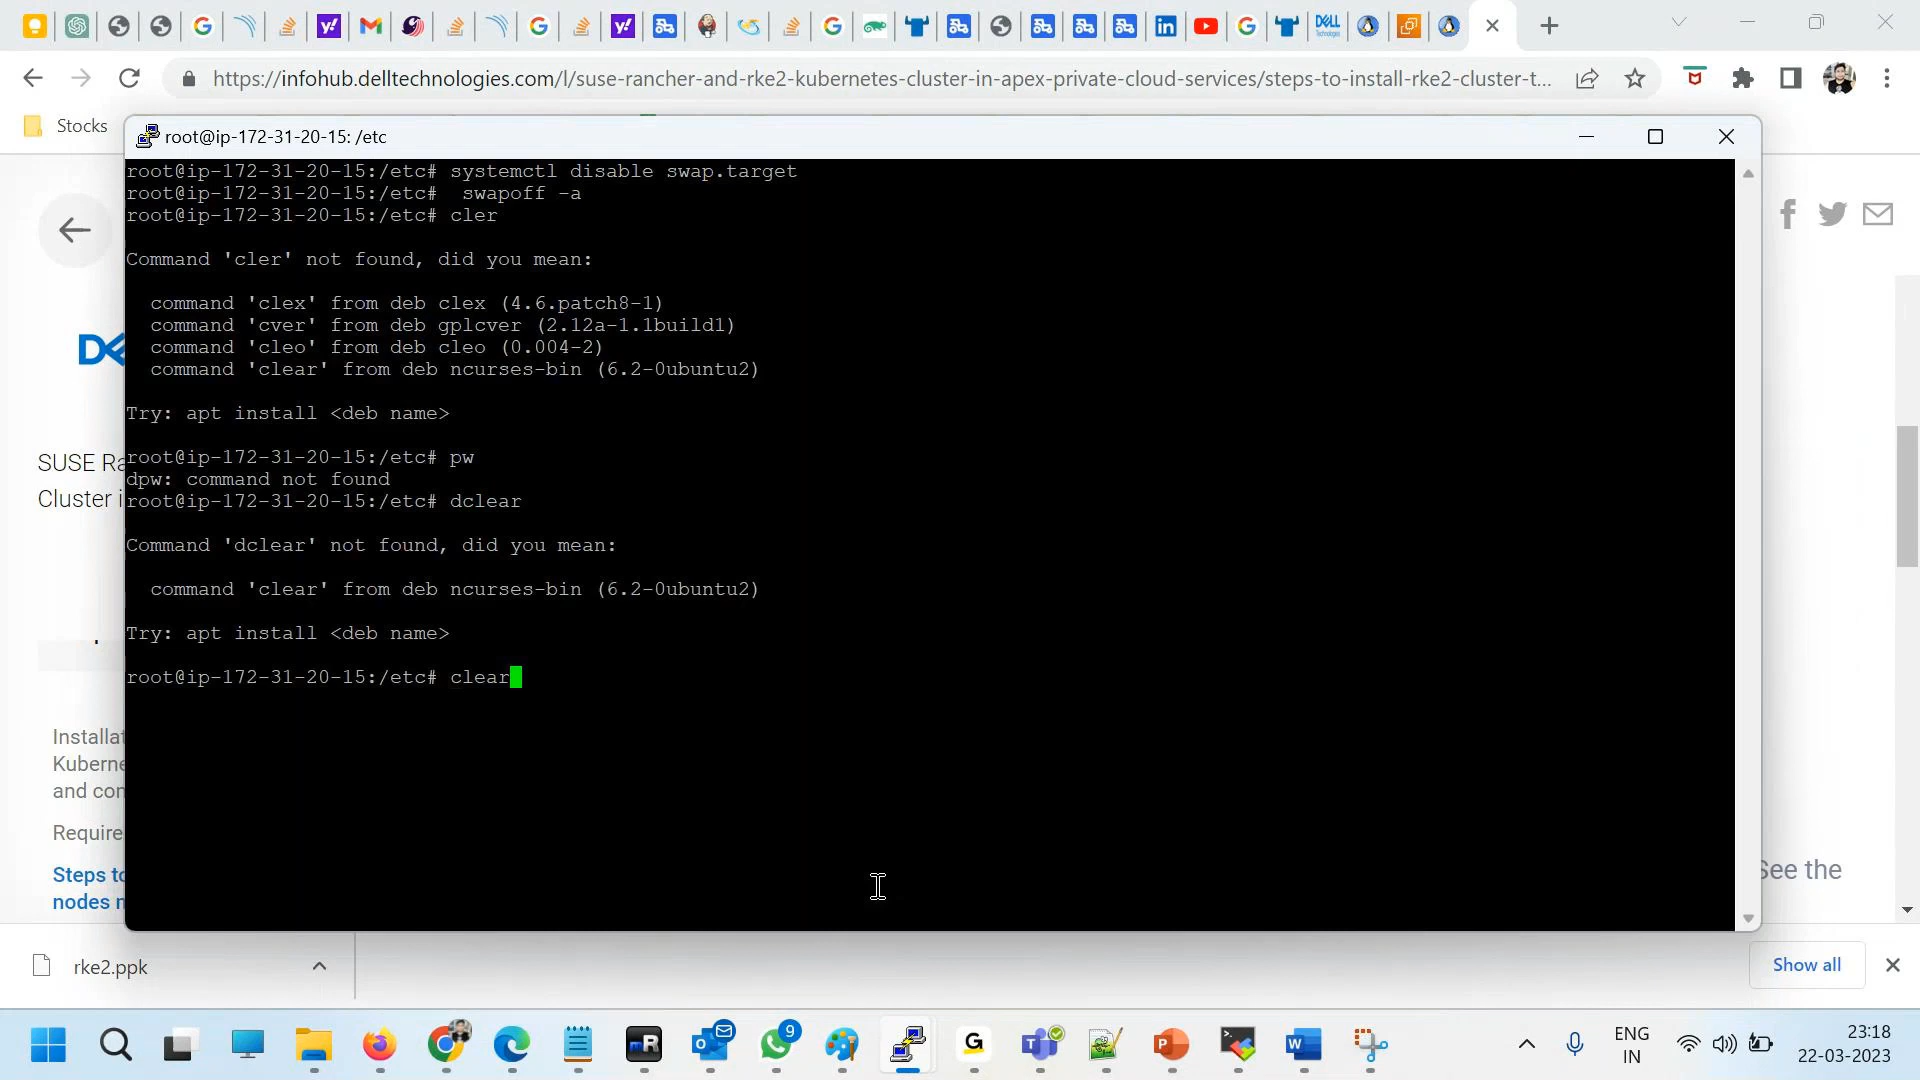 https://infohub.delltechnologies.com/l/suse-rancher-and-rke2-kubernetes-cluster-in-apex-private-cloud-services/steps-to-install-rke2-cluster-t...
Stocks
root@ip-172-31-20-15: /etc
root@ip-172-31-20-15:/etc# systemctl disable swap.target
root@ip-172-31-20-15:/etc#  swapoff -a
root@ip-172-31-20-15:/etc# cler
Command 'cler' not found, did you mean:
command 'clex' from deb clex (4.6.patch8-1)
command 'cver' from deb gplcver (2.12a-1.1build1)
command 'cleo' from deb cleo (0.004-2)
command 'clear' from deb ncurses-bin (6.2-0ubuntu2)
Try: apt install <deb name>
root@ip-172-31-20-15:/etc# pw
dpw: command not found
root@ip-172-31-20-15:/etc# dclear
Command 'dclear' not found, did you mean:
command 'clear' from deb ncurses-bin (6.2-0ubuntu2)
Try: apt install <deb name>
root@ip-172-31-20-15:/etc# clear
SUSE Ra
Cluster i
Installat
Kuberne
and con
Require
Steps to
nodes n
See the
rke2.ppk
Show all
9
ENG
IN
23:18
22-03-2023